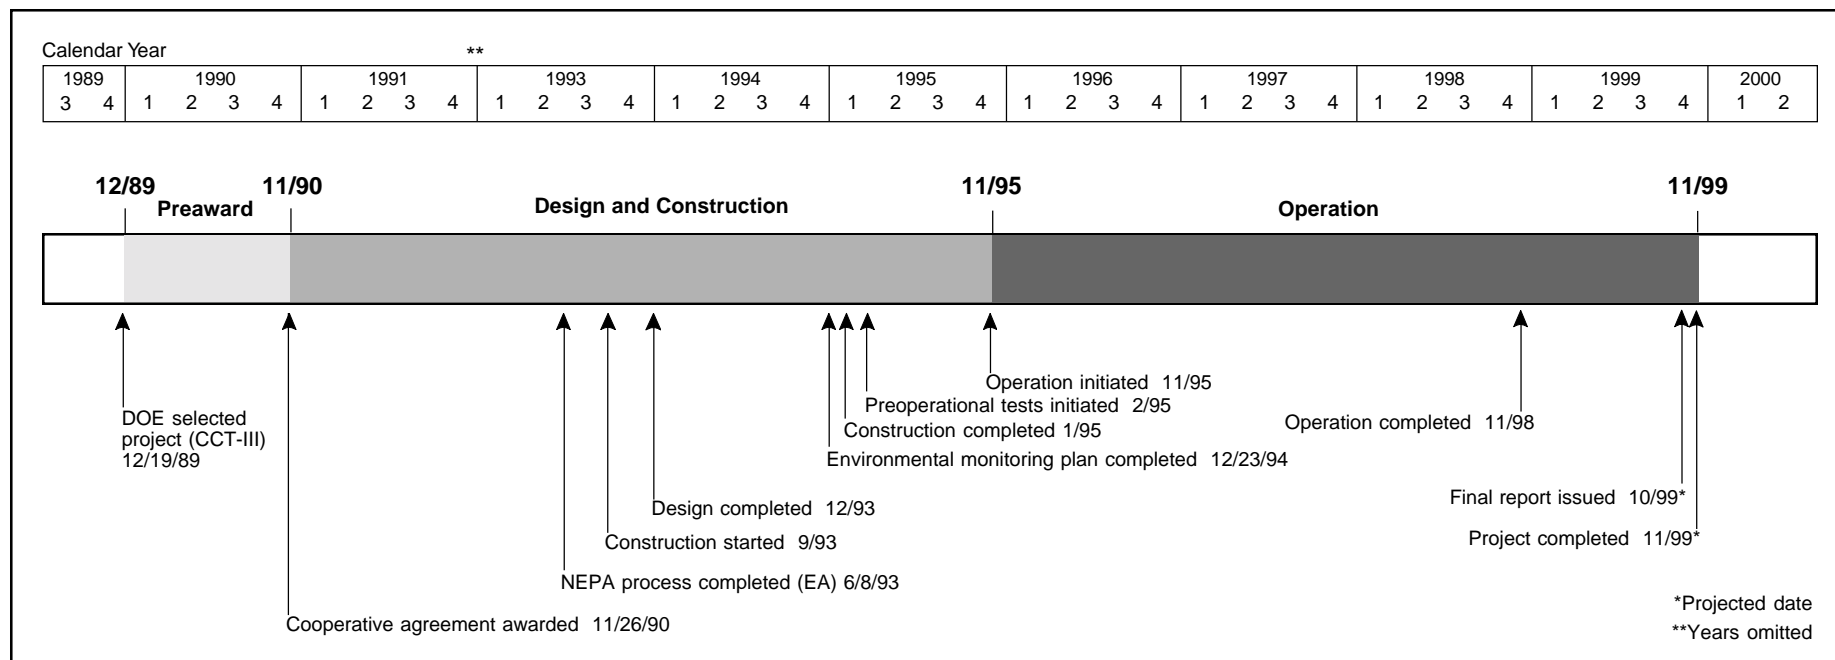 Calendar Year
**
1989 1990 1991 1993 1994 1995 1996 1997 1998 1999 2000
3 4 1 2 3 4 1 2 3 4 1 2 3 4 1 2 3 4 1 2 3 4 1 2 3 4 1 2 3 4 1 2 3 4 1 2 3 4 1 2
12/89 11/90 11/95 11/99
Preaward Design and Construction Operation
Operation initiated 11/95
Preoperational tests initiated 2/95
DOE selected
project (CCT-III)
12/19/89
Construction completed 1/95
Operation completed 11/98
Environmental monitoring plan completed 12/23/94
Final report issued 10/99*
Design completed 12/93
Construction started 9/93
Project completed 11/99*
NEPA process completed (EA) 6/8/93
Cooperative agreement awarded 11/26/90
*Projected date
**Years omitted